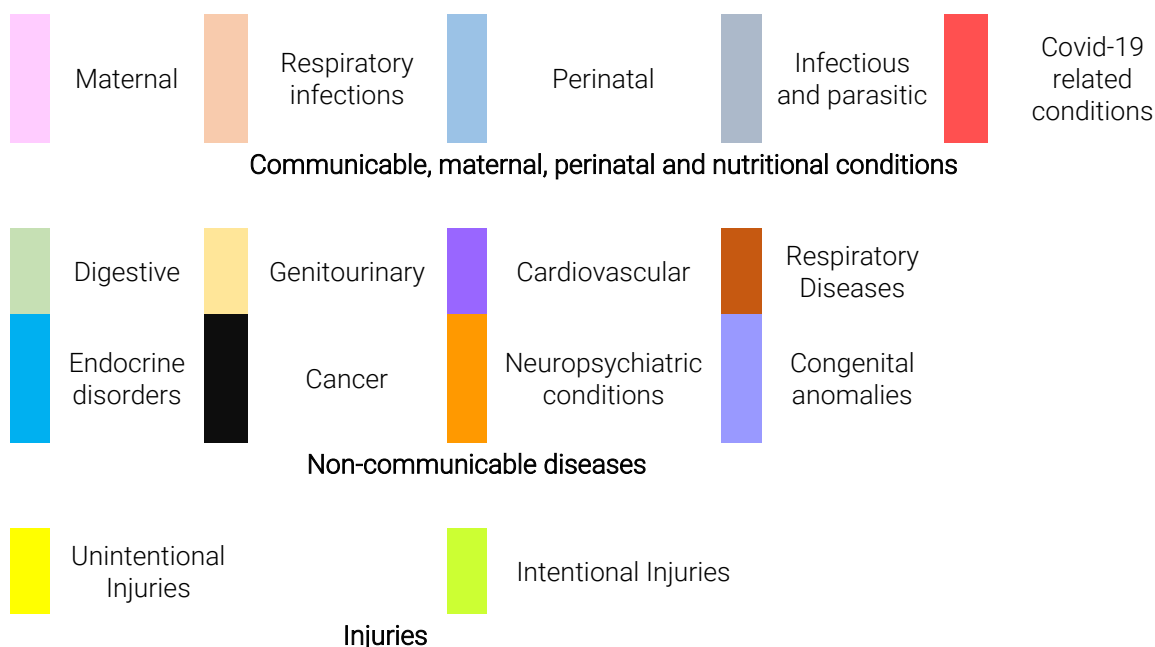 Maternal
Respiratory
infections
Perinatal
Infectious
and parasitic
Covid-19
related
conditions
Communicable, maternal, perinatal and nutritional conditions
Digestive
Genitourinary
Cardiovascular
Respiratory
Diseases
Endocrine
disorders
Cancer
Neuropsychiatric
conditions
Congenital
anomalies
Non-communicable diseases
Unintentional
Injuries
Intentional Injuries
Injuries